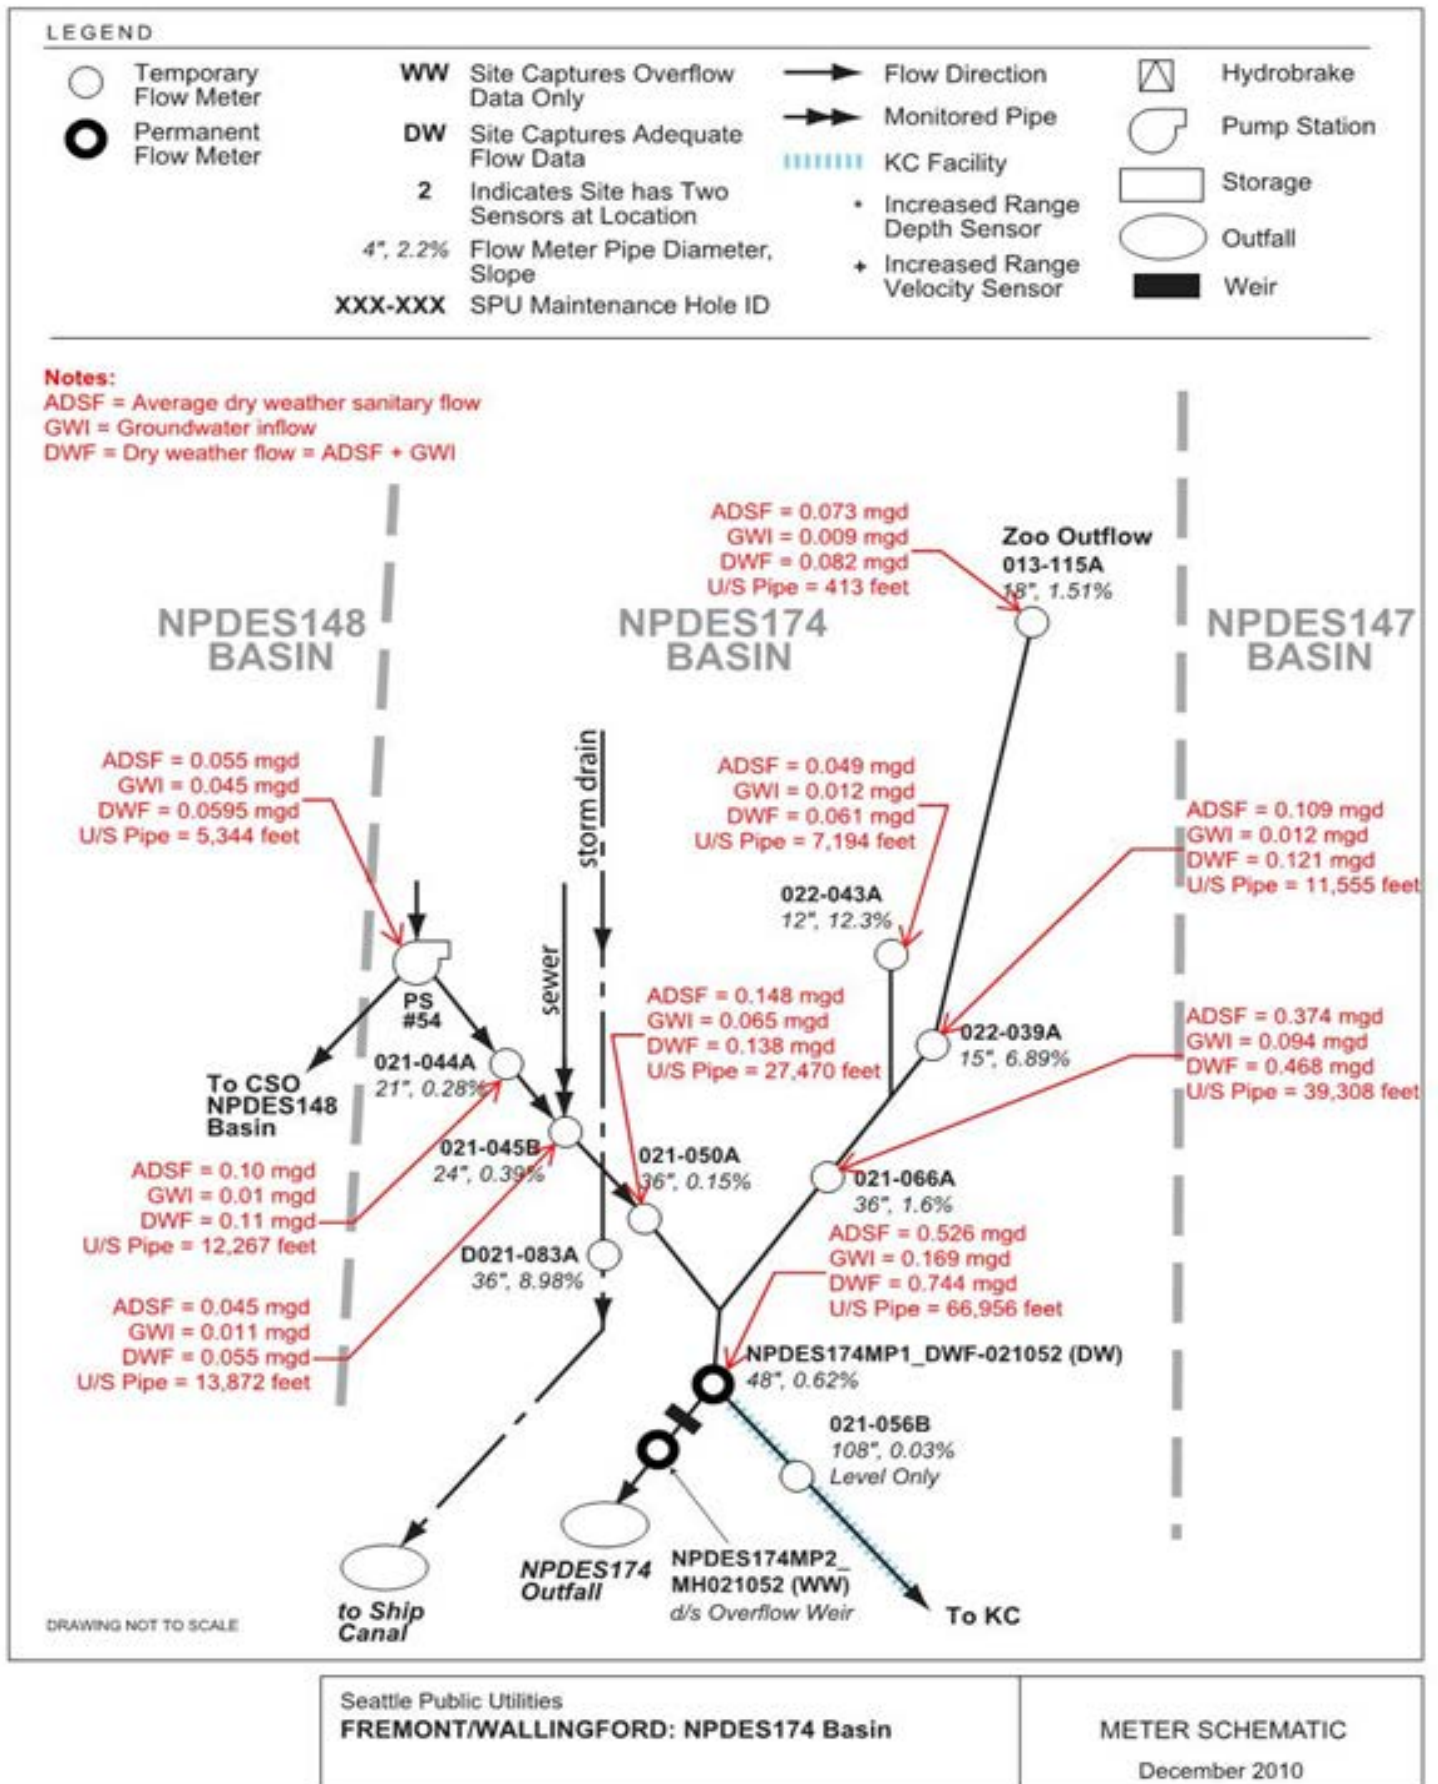 LEGEND
Temporary
Flow Meter
Permanent
Flow Meter
WW Site Captures Overflow
Data Only
DW Site Captures Adequate
Flow Data
2 Indicates Site has Two
Sensors at Location
4", 2.2% Flow Meter Pipe Diameter,
Slope
XXX-XXX SPU Maintenance Hole ID
Flow Direction
Monitored Pipe
KC Facility
* Increased Range
Depth Sensor
+ Increased Range
Velocity Sensor
Hydrobrake
Pump Station
Storage
Outfall
Weir
Notes:
ADSF = Average dry weather sanitary flow
GWI = Groundwater inflow
DWF = Dry weather flow = ADSF + GWI
NPDES148
BASIN
NPDES174
BASIN
NPDES147
BASIN
ADSF = 0.073 mgd
GWI = 0.009 mgd
DWF = 0.082 mgd
U/S Pipe = 413 feet
Zoo Outflow
013-115A
18", 1.51%
ADSF = 0.055 mgd
GWI = 0.045 mgd
DWF = 0.0595 mgd
U/S Pipe = 5,344 feet
storm drain
sewer
ADSF = 0.049 mgd
GWI = 0.012 mgd
DWF = 0.061 mgd
U/S Pipe = 7,194 feet
022-043A
12", 12.3%
ADSF = 0.109 mgd
GWI = 0.012 mgd
DWF = 0.121 mgd
U/S Pipe = 11,555 feet
PS
#54
ADSF = 0.148 mgd
GWI = 0.065 mgd
DWF = 0.138 mgd
U/S Pipe = 27,470 feet
022-039A
15", 6.89%
ADSF = 0.374 mgd
GWI = 0.094 mgd
DWF = 0.468 mgd
U/S Pipe = 39,308 feet
To CSO
NPDES148
Basin
021-044A
21", 0.28%
021-045B
24", 0.39%
021-050A
36", 0.15%
021-066A
36", 1.6%
ADSF = 0.10 mgd
GWI = 0.01 mgd
DWF = 0.11 mgd
U/S Pipe = 12,267 feet
D021-083A
36", 8.98%
ADSF = 0.526 mgd
GWI = 0.169 mgd
DWF = 0.744 mgd
U/S Pipe = 66,956 feet
ADSF = 0.045 mgd
GWI = 0.011 mgd
DWF = 0.055 mgd
U/S Pipe = 13,872 feet
NPDES174MP1_DWF-021052 (DW)
48", 0.62%
021-056B
108", 0.03%
Level Only
NPDES174
Outfall
NPDES174MP2_
MH021052 (WW)
d/s Overflow Weir
to Ship
Canal
To KC
DRAWING NOT TO SCALE
Seattle Public Utilities
FREMONT/WALLINGFORD: NPDES174 Basin
METER SCHEMATIC
December 2010